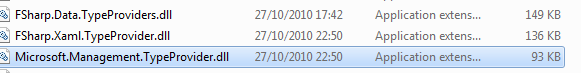 FSharp.Data.TypeProviders.dll 27/10/2010 17:42 Application extens... 149 KB
FSharp.Xaml.TypeProvider.dll 27/10/2010 22:50 Application extens... 136 KB
Microsoft.Management.TypeProvider.dll 27/10/2010 22:50 Application extens... 93 KB